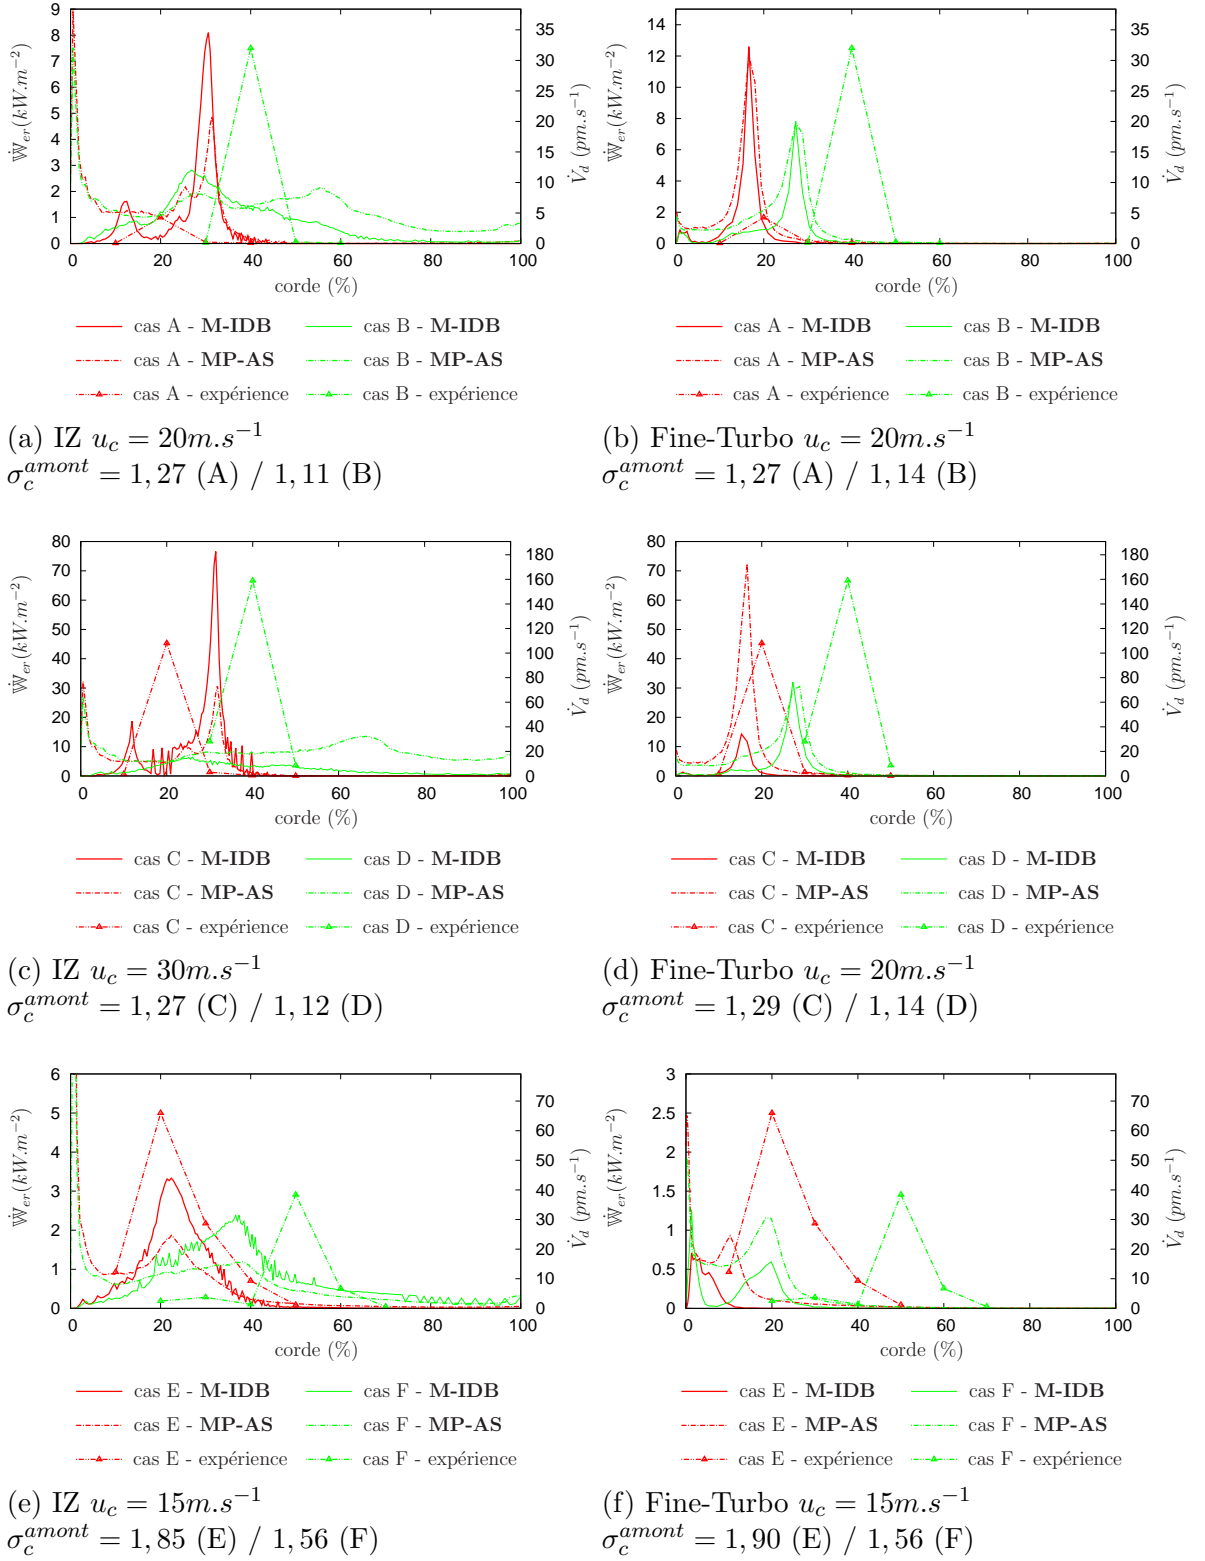 9
8
7
6
5
4
3
2
1
0
0 20 40 60 80 100
35
30
25
20
15
10
5
0
Ẇer(kW.m−2)
V̇d (pm.s−1)
corde (%)
cas A - M-IDB cas B - M-IDB
cas A - MP-AS cas B - MP-AS
cas A - expérience cas B - expérience
(a) IZ uc = 20m.s−1
σc^amont = 1, 27 (A) / 1, 11 (B)
14
12
10
8
6
4
2
0
0 20 40 60 80 100
35
30
25
20
15
10
5
0
Ẇer(kW.m−2)
V̇d (pm.s−1)
corde (%)
cas A - M-IDB cas B - M-IDB
cas A - MP-AS cas B - MP-AS
cas A - expérience cas B - expérience
(b) Fine-Turbo uc = 20m.s−1
σc^amont = 1, 27 (A) / 1, 14 (B)
80
70
60
50
40
30
20
10
0
0 20 40 60 80 100
180
160
140
120
100
80
60
40
20
0
Ẇer(kW.m−2)
V̇d (pm.s−1)
corde (%)
cas C - M-IDB cas D - M-IDB
cas C - MP-AS cas D - MP-AS
cas C - expérience cas D - expérience
(c) IZ uc = 30m.s−1
σc^amont = 1, 27 (C) / 1, 12 (D)
80
70
60
50
40
30
20
10
0
0 20 40 60 80 100
180
160
140
120
100
80
60
40
20
0
Ẇer(kW.m−2)
V̇d (pm.s−1)
corde (%)
cas C - M-IDB cas D - M-IDB
cas C - MP-AS cas D - MP-AS
cas C - expérience cas D - expérience
(d) Fine-Turbo uc = 20m.s−1
σc^amont = 1, 29 (C) / 1, 14 (D)
6
5
4
3
2
1
0
0 20 40 60 80 100
70
60
50
40
30
20
10
0
Ẇer(kW.m−2)
V̇d (pm.s−1)
corde (%)
cas E - M-IDB cas F - M-IDB
cas E - MP-AS cas F - MP-AS
cas E - expérience cas F - expérience
(e) IZ uc = 15m.s−1
σc^amont = 1, 85 (E) / 1, 56 (F)
3
2.5
2
1.5
1
0.5
0
0 20 40 60 80 100
70
60
50
40
30
20
10
0
Ẇer(kW.m−2)
V̇d (pm.s−1)
corde (%)
cas E - M-IDB cas F - M-IDB
cas E - MP-AS cas F - MP-AS
cas E - expérience cas F - expérience
(f) Fine-Turbo uc = 15m.s−1
σc^amont = 1, 90 (E) / 1, 56 (F)